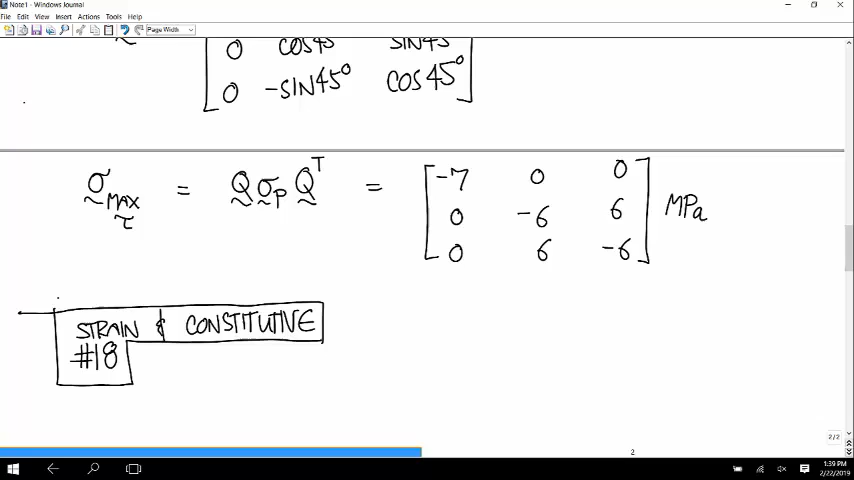 Note1 - Windows Journal
File Edit View Insert Actions Tools Help
Page Width
0 COS45 SIN45°
0 -SIN45° COS45°
σ MAX τ = Q σP Q^T = [-7 0 0
0 -6 6
0 6 -6] MPa
STRAIN & CONSTITUTIVE
#18
2/2
2
1:39 PM
2/22/2019